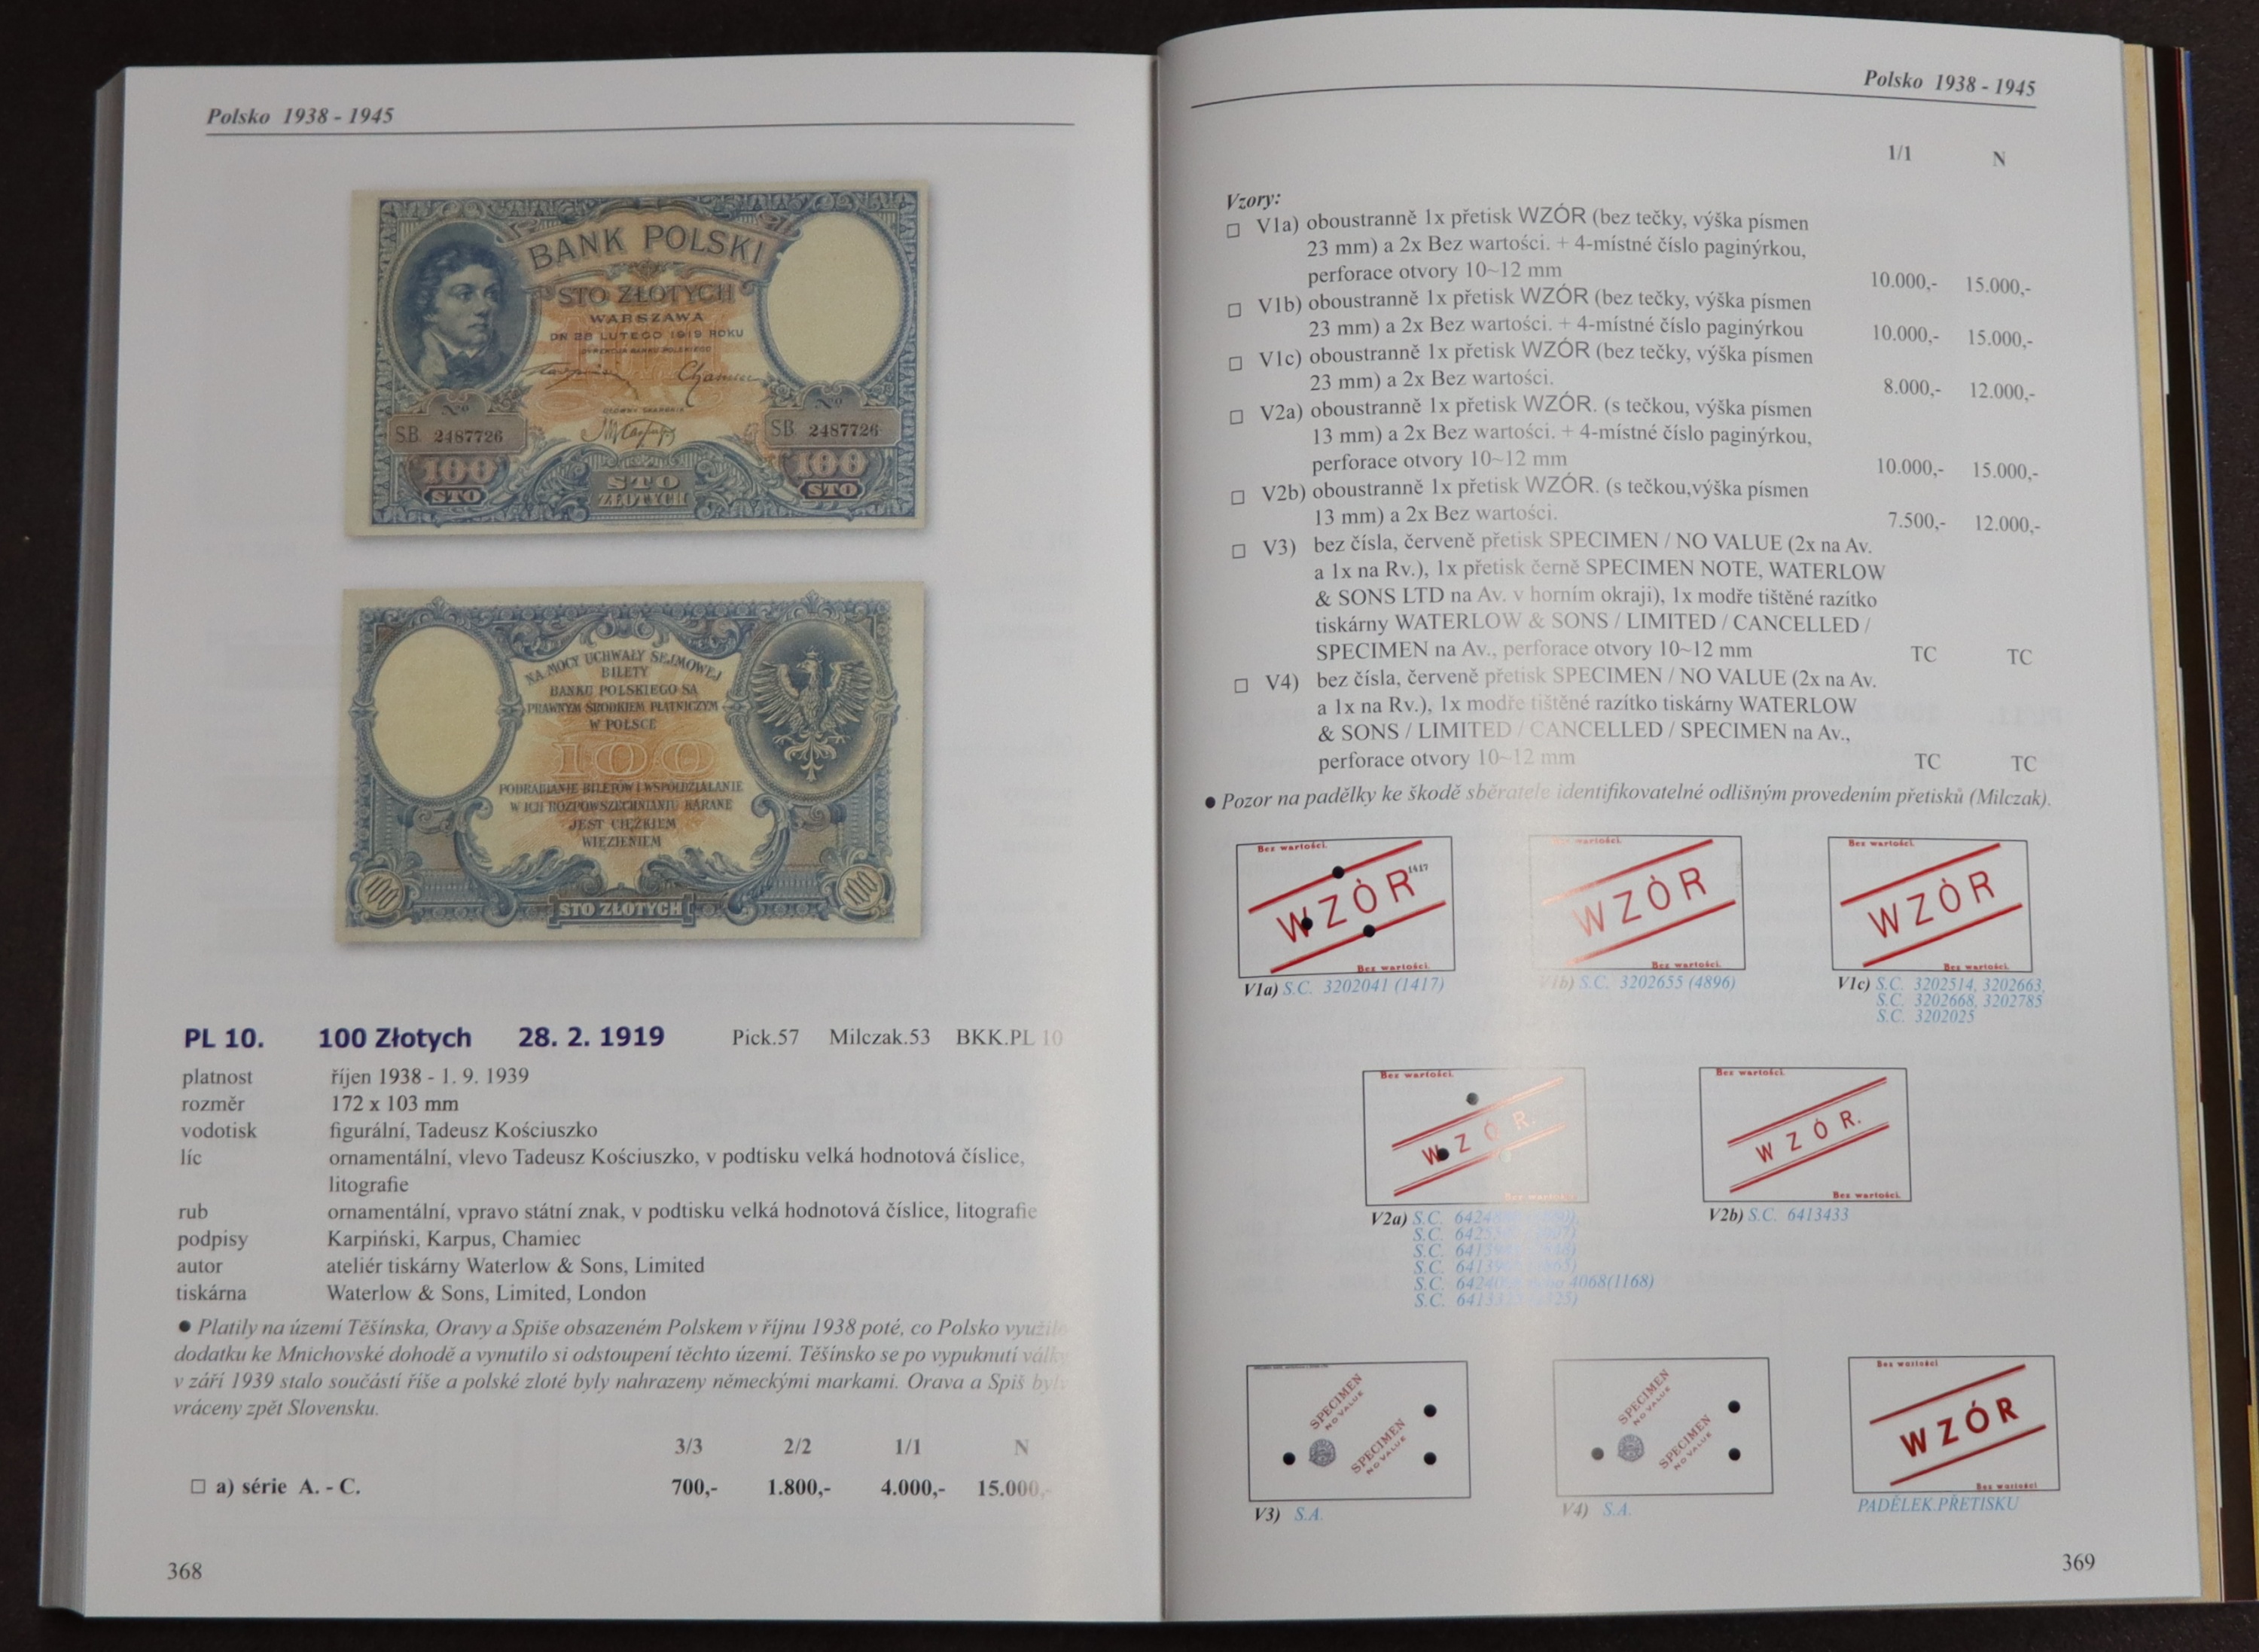 Polsko 1938 - 1945
BANK POLSKI
STO ZŁOTYCH
WARSZAWA
DN 28 LUTEGO 1919 ROKU
DYREKCJA BANKU POLSKIEGO
Chamiec
Nº
Nº
S.B. 2487726
S.B. 2487726
100
100
STO
STO
STO
ZŁOTYCH
NA MOCY UCHWAŁY SEJMOWEJ
BILETY
BANKU POLSKIEGO SĄ
PRAWNYM ŚRODKIEM PŁATNICZYM
W POLSCE
100
PODRABIANIE BILETÓW I WSPÓŁDZIAŁANIE
W ICH ROZPOWSZECHNIANIU KARANE
JEST CIĘŻKIEM
WIĘZIENIEM
100
100
STO ZŁOTYCH
PL 10. 100 Złotych 28. 2. 1919 Pick.57 Milczak.53 BKK.PL 10
platnost říjen 1938 - 1. 9. 1939
rozměr 172 x 103 mm
vodotisk figurální, Tadeusz Kościuszko
líc ornamentální, vlevo Tadeusz Kościuszko, v podtisku velká hodnotová číslice,
litografie
rub ornamentální, vpravo státní znak, v podtisku velká hodnotová číslice, litografie
podpisy Karpiński, Karpus, Chamiec
autor ateliér tiskárny Waterlow & Sons, Limited
tiskárna Waterlow & Sons, Limited, London
● Platily na území Těšínska, Oravy a Spiše obsazeném Polskem v říjnu 1938 poté, co Polsko využilo
dodatku ke Mnichovské dohodě a vynutilo si odstoupení těchto území. Těšínsko se po vypuknutí války
v září 1939 stalo součástí říše a polské zloté byly nahrazeny německými markami. Orava a Spiš byly
vráceny zpět Slovensku.
3/3 2/2 1/1 N
□ a) série A. - C. 700,- 1.800,- 4.000,- 15.000,-
368
Polsko 1938 - 1945
1/1 N
Vzory:
□ V1a) oboustranně 1x přetisk WZÓR (bez tečky, výška písmen
23 mm) a 2x Bez wartości. + 4-místné číslo paginýrkou,
perforace otvory 10~12 mm 10.000,- 15.000,-
□ V1b) oboustranně 1x přetisk WZÓR (bez tečky, výška písmen
23 mm) a 2x Bez wartości. + 4-místné číslo paginýrkou 10.000,- 15.000,-
□ V1c) oboustranně 1x přetisk WZÓR (bez tečky, výška písmen
23 mm) a 2x Bez wartości. 8.000,- 12.000,-
□ V2a) oboustranně 1x přetisk WZÓR. (s tečkou, výška písmen
13 mm) a 2x Bez wartości. + 4-místné číslo paginýrkou,
perforace otvory 10~12 mm 10.000,- 15.000,-
□ V2b) oboustranně 1x přetisk WZÓR. (s tečkou,výška písmen
13 mm) a 2x Bez wartości. 7.500,- 12.000,-
□ V3) bez čísla, červeně přetisk SPECIMEN / NO VALUE (2x na Av.
a 1x na Rv.), 1x přetisk černě SPECIMEN NOTE, WATERLOW
& SONS LTD na Av. v horním okraji), 1x modře tištěné razítko
tiskárny WATERLOW & SONS / LIMITED / CANCELLED /
SPECIMEN na Av., perforace otvory 10~12 mm TC TC
□ V4) bez čísla, červeně přetisk SPECIMEN / NO VALUE (2x na Av.
a 1x na Rv.), 1x modře tištěné razítko tiskárny WATERLOW
& SONS / LIMITED / CANCELLED / SPECIMEN na Av.,
perforace otvory 10~12 mm TC TC
● Pozor na padělky ke škodě sběratele identifikovatelné odlišným provedením přetisků (Milczak).
Bez wartości.
WZÒR
1417
Bez wartości.
V1a) S.C. 3202041 (1417)
wartości.
WZÒR
Bez wartości.
V1b) S.C. 3202655 (4896)
Bez wartości.
WZÒR
Bez wartości.
V1c) S.C. 3202514, 3202663,
S.C. 3202668, 3202785
S.C. 3202025
Bez wartości.
WZÓR.
Bez wartości.
V2a) S.C.
S.C.
S.C.
S.C.
S.C. 4068(1168)
S.C.
Bez wartości.
WZÓR.
Bez wartości.
V2b) S.C. 6413433
SPECIMEN
NO VALUE
SPECIMEN
NO VALUE
V3) S.A.
SPECIMEN
NO VALUE
SPECIMEN
NO VALUE
V4) S.A.
Bez wartości
WZÓR
Bez wartości
PADĚLEK PŘETISKU
369